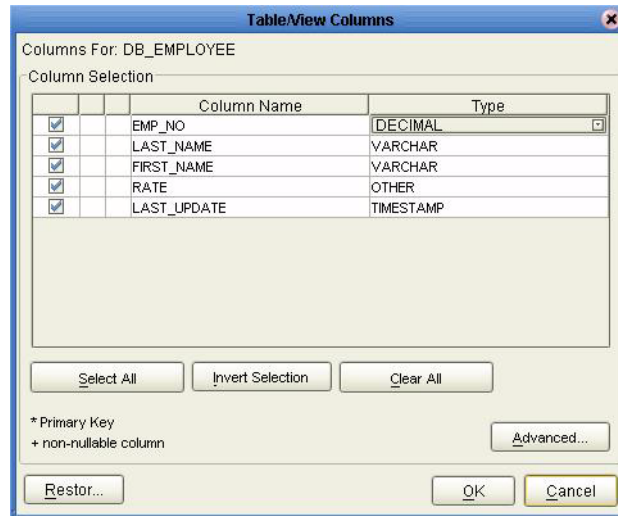 Table/View Columns
Columns For: DB_EMPLOYEE
Column Selection
Column Name Type
EMP_NO DECIMAL
LAST_NAME VARCHAR
FIRST_NAME VARCHAR
RATE OTHER
LAST_UPDATE TIMESTAMP
Select All Invert Selection Clear All
* Primary Key
+ non-nullable column
Advanced...
Restor... OK Cancel